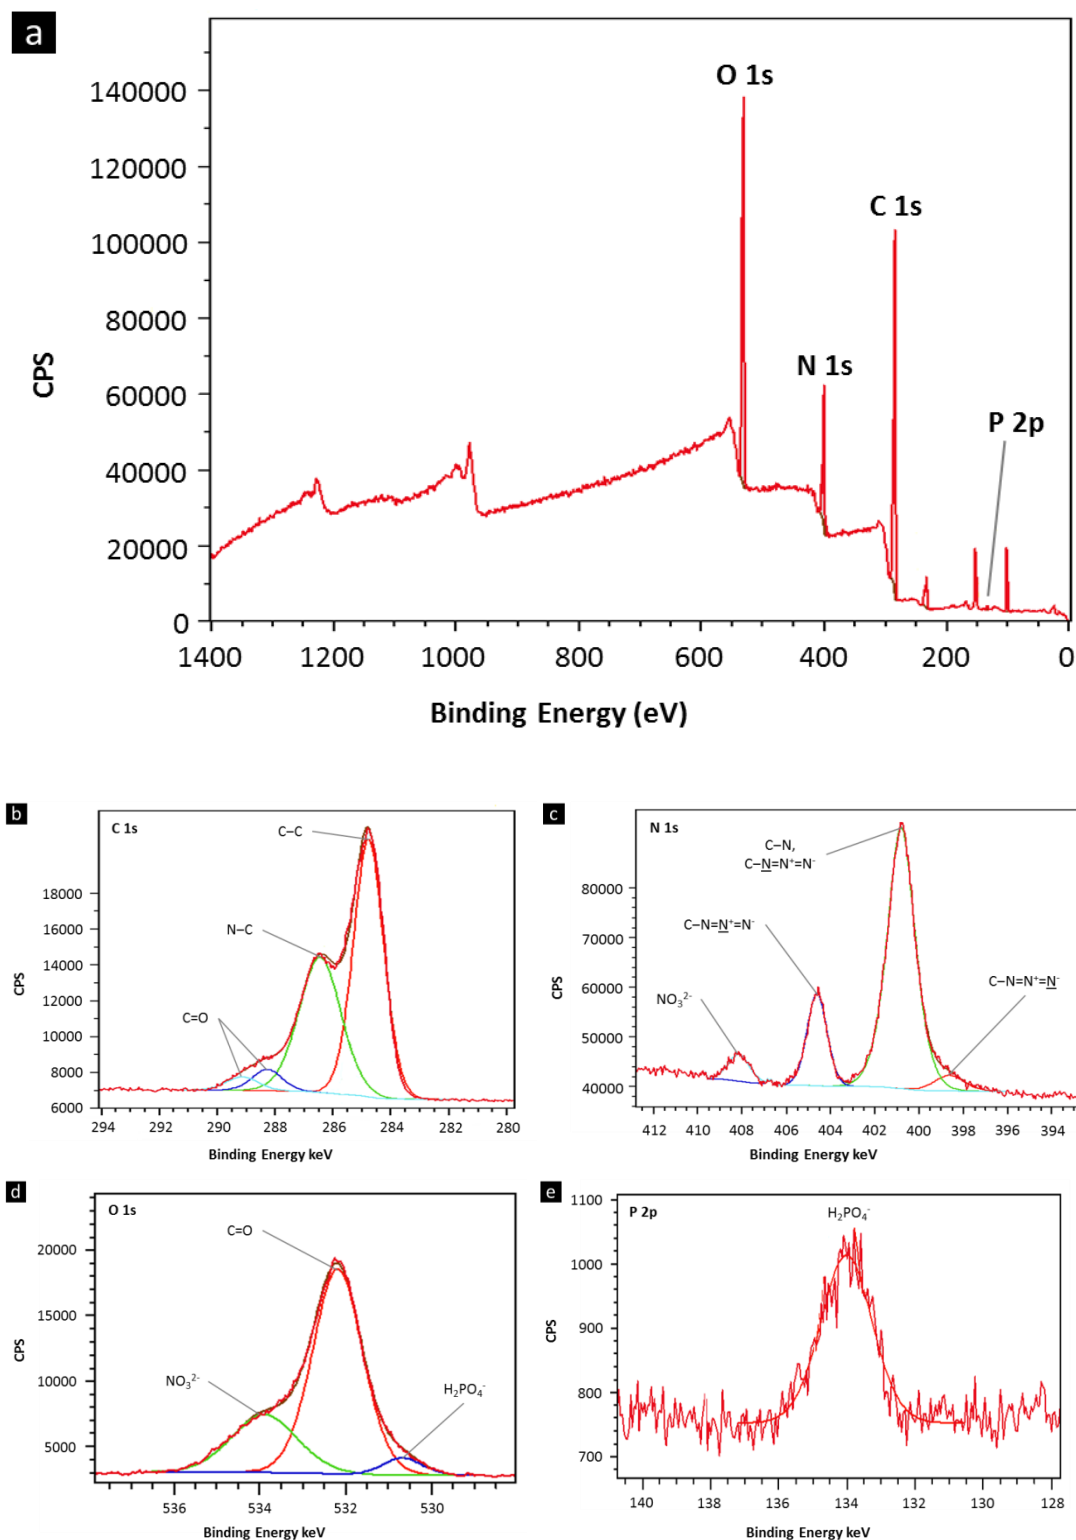 a
O 1s
C 1s
N 1s
P 2p
CPS
140000
120000
100000
80000
60000
40000
20000
0
1400 1200 1000 800 600 400 200 0
Binding Energy (eV)
b
C 1s
C–C
N–C
C=O
CPS
18000
16000
14000
12000
10000
8000
6000
294 292 290 288 286 284 282 280
Binding Energy keV
c
N 1s
C–N,
C–N=N⁺=N⁻
C–N=N⁺=N⁻
C–N=N⁺=N⁻
NO₃²⁻
CPS
80000
70000
60000
50000
40000
412 410 408 406 404 402 400 398 396 394
Binding Energy keV
d
O 1s
C=O
NO₃²⁻
H₂PO₄⁻
CPS
20000
15000
10000
5000
536 534 532 530
Binding Energy keV
e
P 2p
H₂PO₄⁻
CPS
1100
1000
900
800
700
140 138 136 134 132 130 128
Binding Energy keV